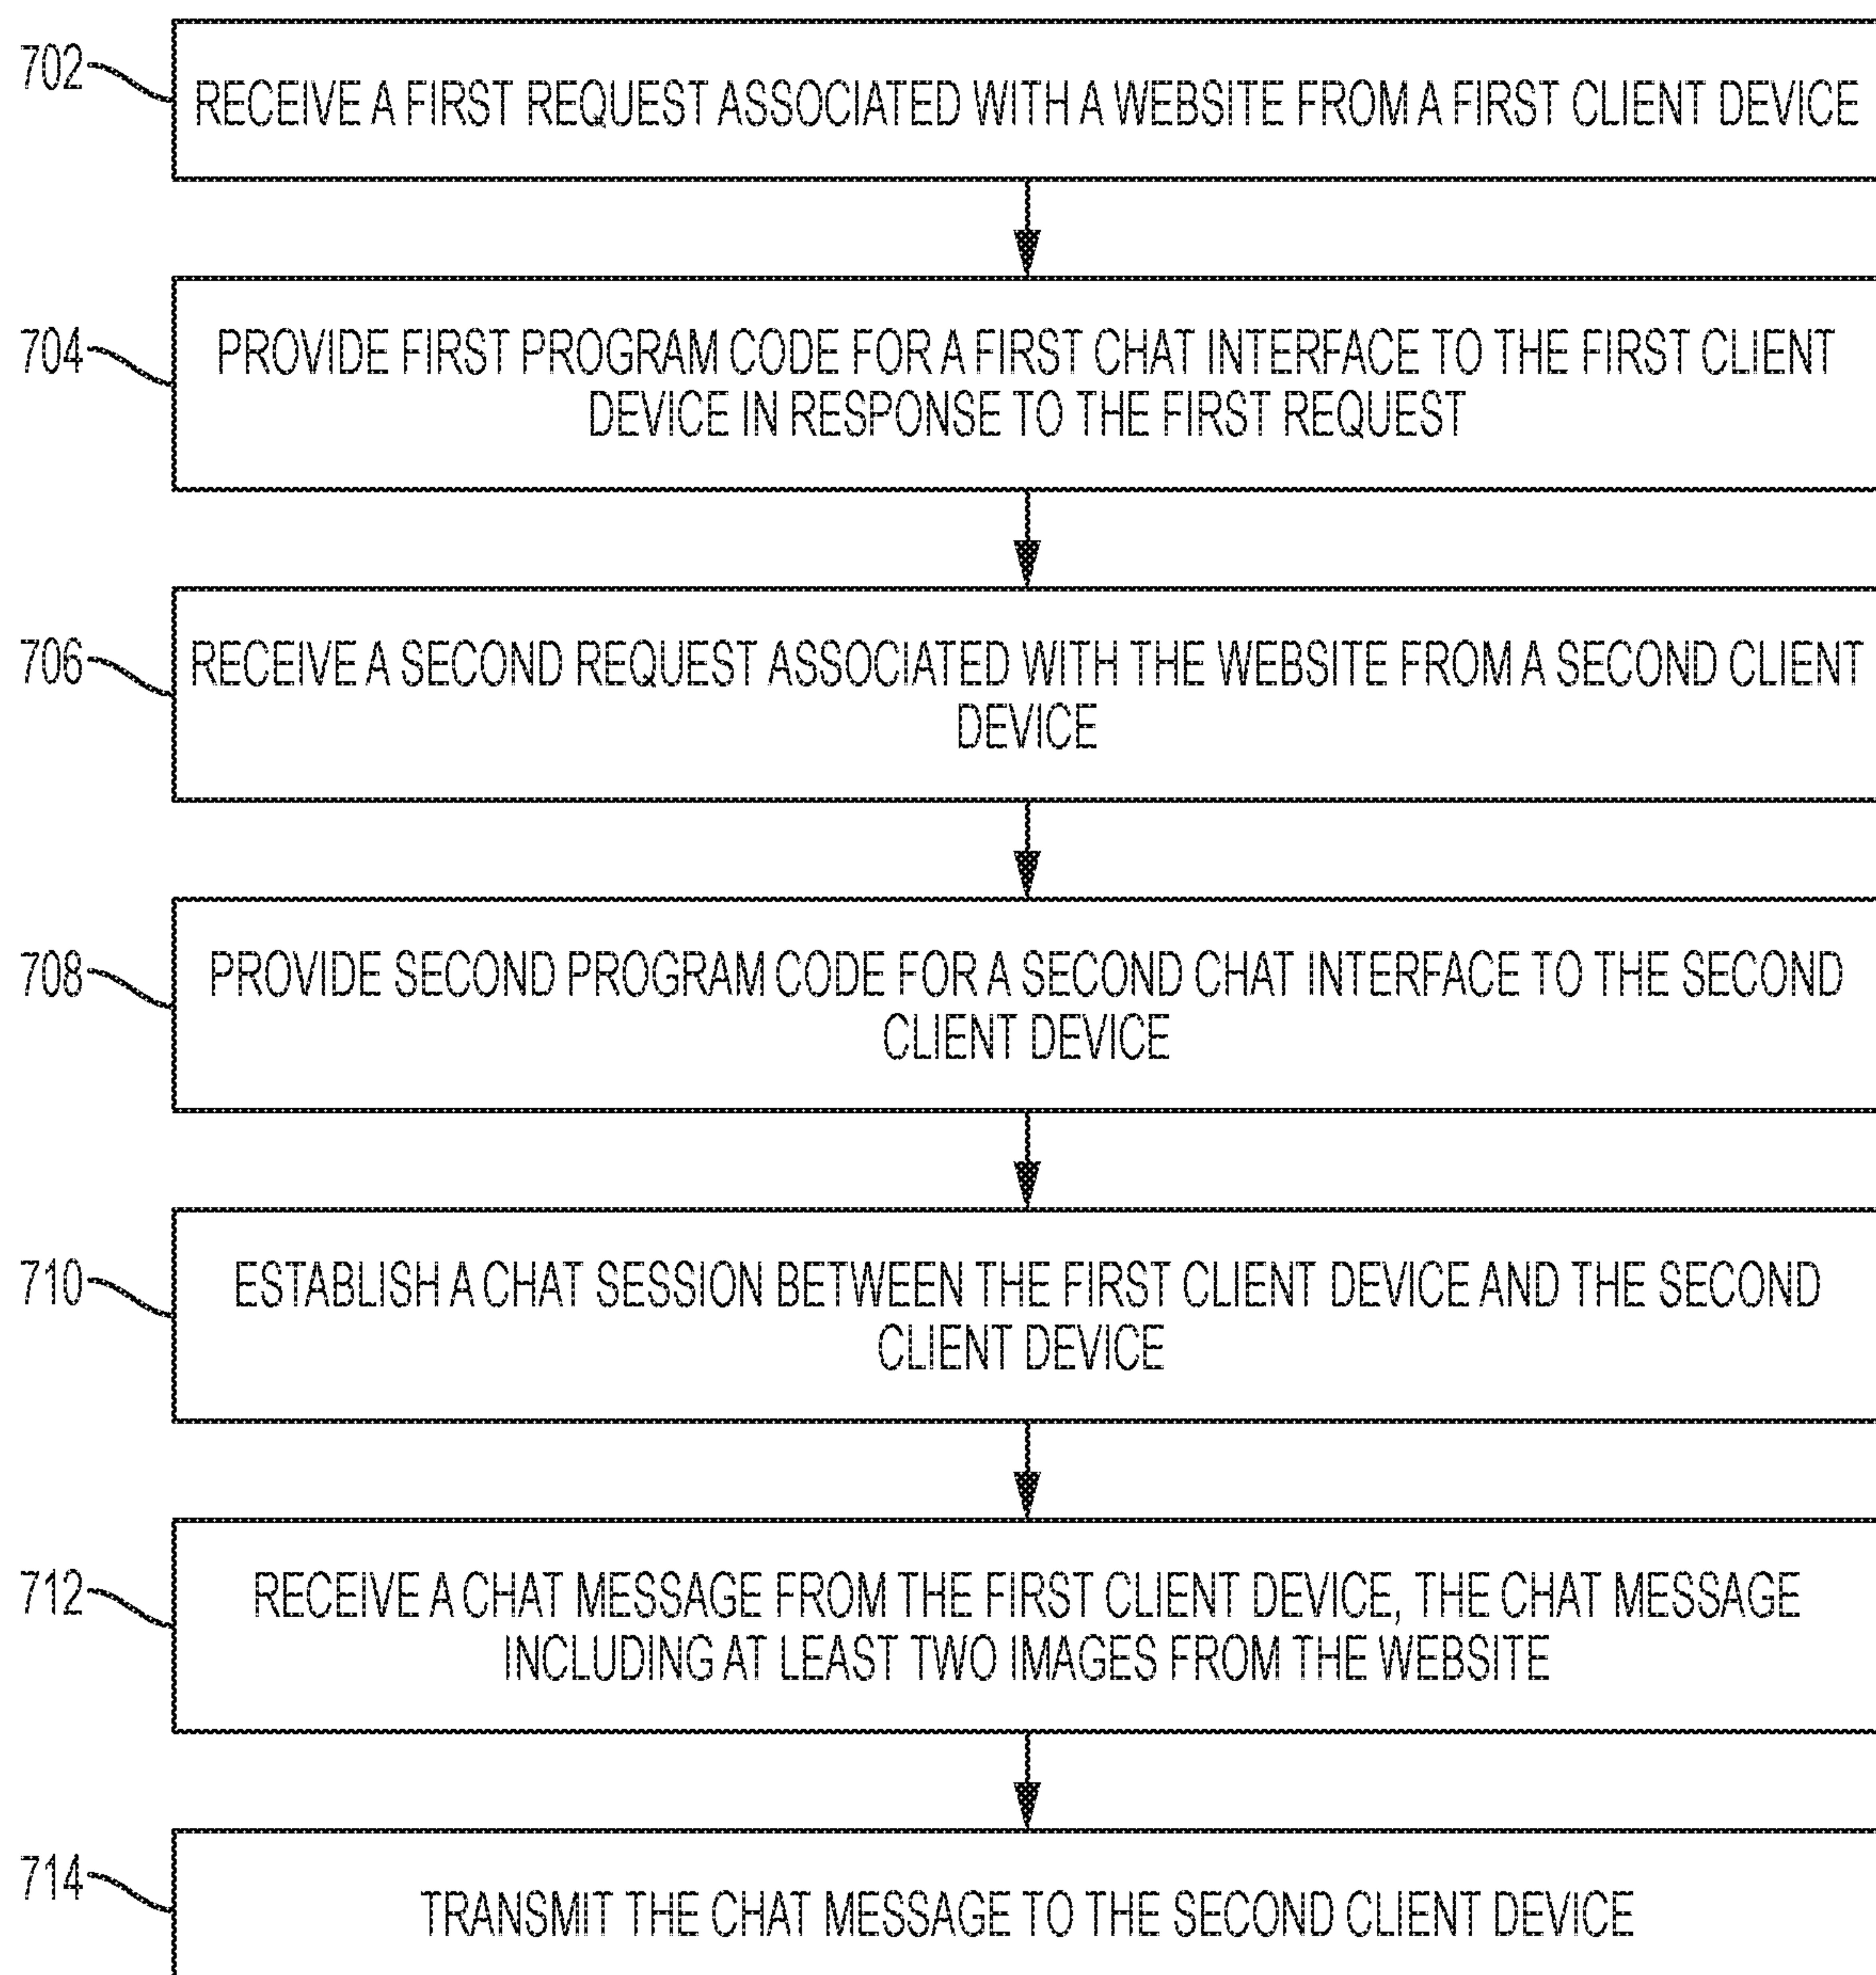 702
RECEIVE A FIRST REQUEST ASSOCIATED WITH A WEBSITE FROM A FIRST CLIENT DEVICE
704
PROVIDE FIRST PROGRAM CODE FOR A FIRST CHAT INTERFACE TO THE FIRST CLIENT
DEVICE IN RESPONSE TO THE FIRST REQUEST
706
RECEIVE A SECOND REQUEST ASSOCIATED WITH THE WEBSITE FROM A SECOND CLIENT
DEVICE
708
PROVIDE SECOND PROGRAM CODE FOR A SECOND CHAT INTERFACE TO THE SECOND
CLIENT DEVICE
710
ESTABLISH A CHAT SESSION BETWEEN THE FIRST CLIENT DEVICE AND THE SECOND
CLIENT DEVICE
712
RECEIVE A CHAT MESSAGE FROM THE FIRST CLIENT DEVICE, THE CHAT MESSAGE
INCLUDING AT LEAST TWO IMAGES FROM THE WEBSITE
714
TRANSMIT THE CHAT MESSAGE TO THE SECOND CLIENT DEVICE